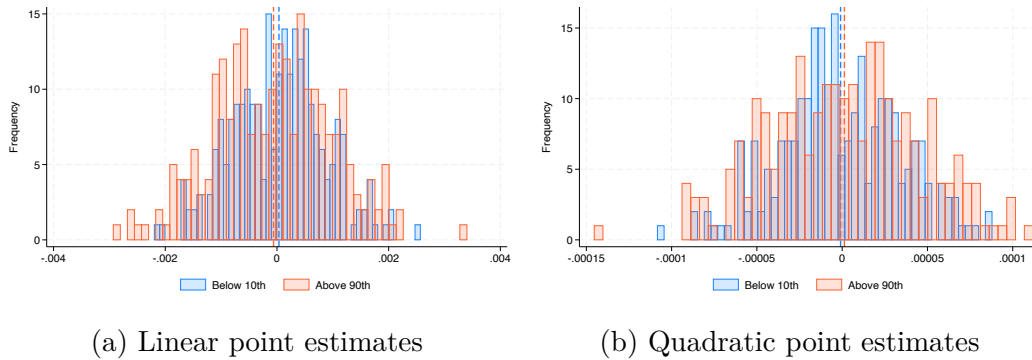 15
10
5
0
Frequency
-.004
-.002
0
.002
.004
Below 10th
Above 90th
15
10
5
0
Frequency
-.00015
-.0001
-.00005
0
.00005
.0001
Below 10th
Above 90th
(a) Linear point estimates
(b) Quadratic point estimates